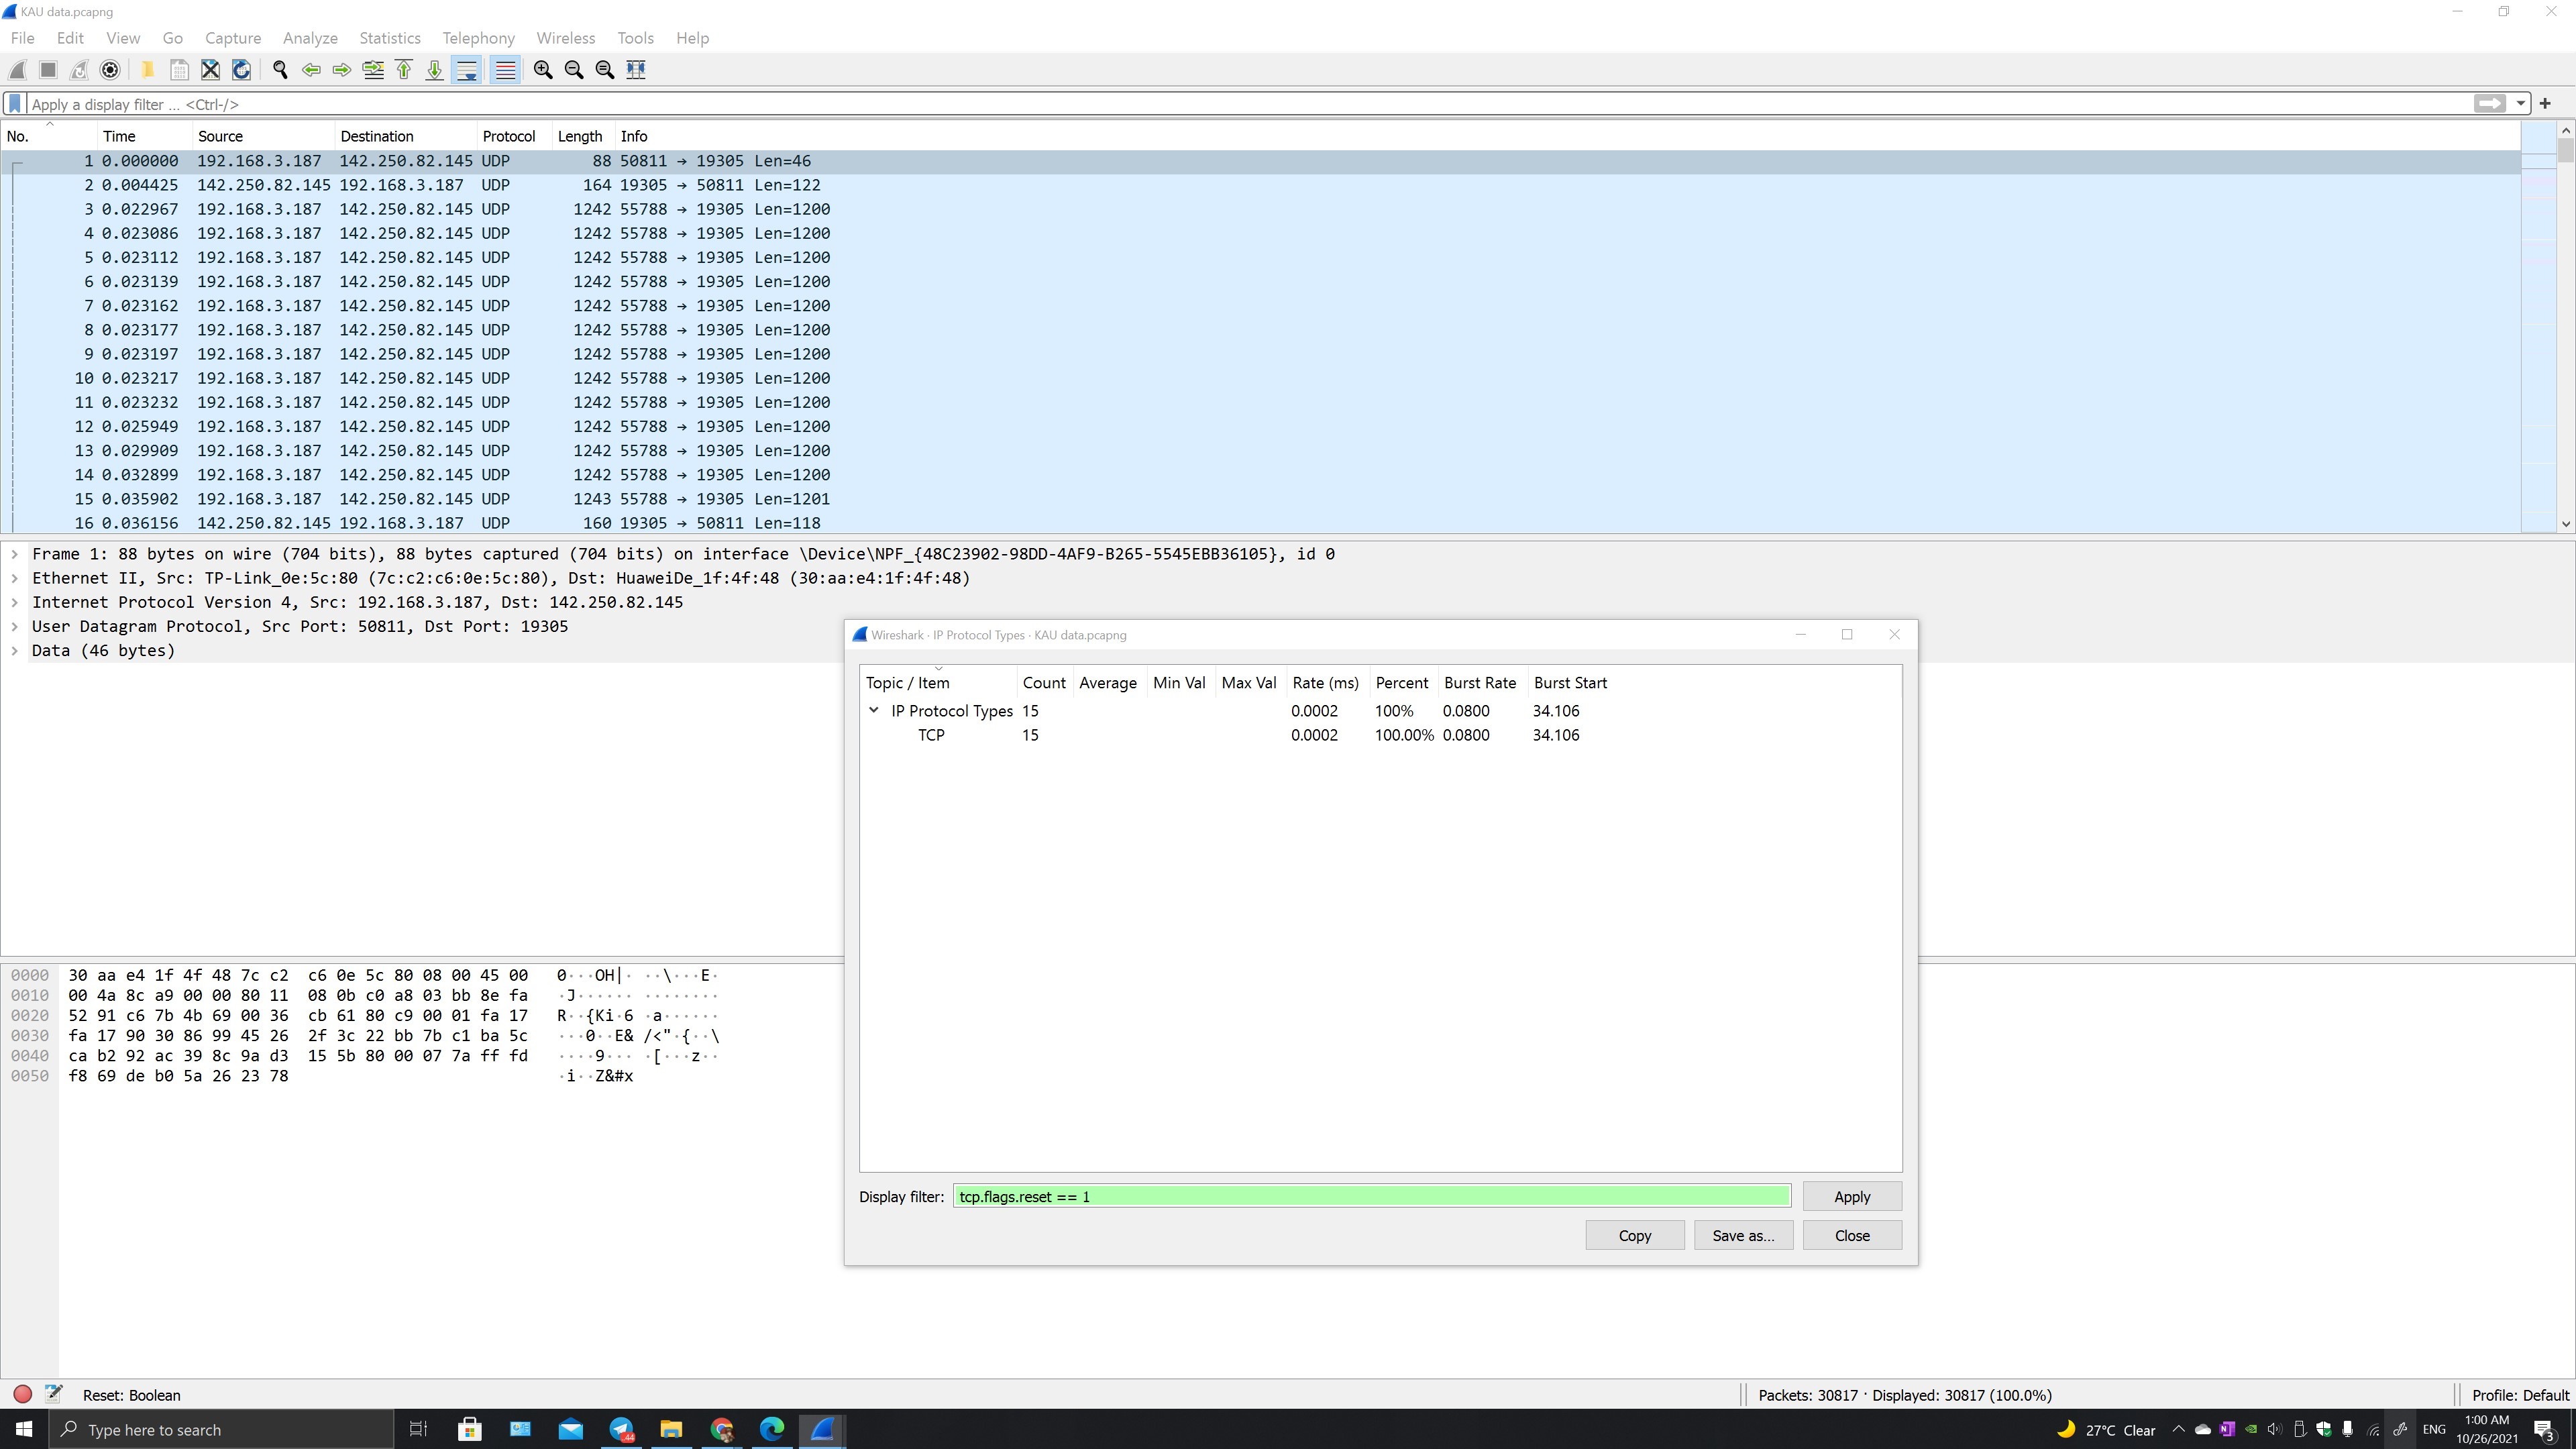 KAU data.pcapng
File Edit View Go Capture Analyze Statistics Telephony Wireless Tools Help
Apply a display filter ... <Ctrl-/>
No. Time Source Destination Protocol Length Info
1 0.000000 192.168.3.187 142.250.82.145 UDP 88 50811 → 19305 Len=46
2 0.004425 142.250.82.145 192.168.3.187 UDP 164 19305 → 50811 Len=122
3 0.022967 192.168.3.187 142.250.82.145 UDP 1242 55788 → 19305 Len=1200
4 0.023086 192.168.3.187 142.250.82.145 UDP 1242 55788 → 19305 Len=1200
5 0.023112 192.168.3.187 142.250.82.145 UDP 1242 55788 → 19305 Len=1200
6 0.023139 192.168.3.187 142.250.82.145 UDP 1242 55788 → 19305 Len=1200
7 0.023162 192.168.3.187 142.250.82.145 UDP 1242 55788 → 19305 Len=1200
8 0.023177 192.168.3.187 142.250.82.145 UDP 1242 55788 → 19305 Len=1200
9 0.023197 192.168.3.187 142.250.82.145 UDP 1242 55788 → 19305 Len=1200
10 0.023217 192.168.3.187 142.250.82.145 UDP 1242 55788 → 19305 Len=1200
11 0.023232 192.168.3.187 142.250.82.145 UDP 1242 55788 → 19305 Len=1200
12 0.025949 192.168.3.187 142.250.82.145 UDP 1242 55788 → 19305 Len=1200
13 0.029909 192.168.3.187 142.250.82.145 UDP 1242 55788 → 19305 Len=1200
14 0.032899 192.168.3.187 142.250.82.145 UDP 1242 55788 → 19305 Len=1200
15 0.035902 192.168.3.187 142.250.82.145 UDP 1243 55788 → 19305 Len=1201
16 0.036156 142.250.82.145 192.168.3.187 UDP 160 19305 → 50811 Len=118
Frame 1: 88 bytes on wire (704 bits), 88 bytes captured (704 bits) on interface \Device\NPF_{48C23902-98DD-4AF9-B265-5545EBB36105}, id 0
Ethernet II, Src: TP-Link_0e:5c:80 (7c:c2:c6:0e:5c:80), Dst: HuaweiDe_1f:4f:48 (30:aa:e4:1f:4f:48)
Internet Protocol Version 4, Src: 192.168.3.187, Dst: 142.250.82.145
User Datagram Protocol, Src Port: 50811, Dst Port: 19305
Data (46 bytes)
Wireshark · IP Protocol Types · KAU data.pcapng
Topic / Item Count Average Min Val Max Val Rate (ms) Percent Burst Rate Burst Start
IP Protocol Types 15 0.0002 100% 0.0800 34.106
TCP 15 0.0002 100.00% 0.0800 34.106
Display filter: tcp.flags.reset == 1 Apply
Copy Save as... Close
0000 30 aa e4 1f 4f 48 7c c2 c6 0e 5c 80 08 00 45 00 0···OH|· ··\···E·
0010 00 4a 8c a9 00 00 80 11 08 0b c0 a8 03 bb 8e fa ·J······ ········
0020 52 91 c6 7b 4b 69 00 36 cb 61 80 c9 00 01 fa 17 R··{Ki·6 ·a······
0030 fa 17 90 30 86 99 45 26 2f 3c 22 bb 7b c1 ba 5c ···0··E& /<"·{··\
0040 ca b2 92 ac 39 8c 9a d3 15 5b 80 00 07 7a ff fd ····9··· ·[···z··
0050 f8 69 de b0 5a 26 23 78 ·i··Z&#x
Reset: Boolean
Packets: 30817 · Displayed: 30817 (100.0%)
Profile: Default
Type here to search
44
27°C Clear
ENG
1:00 AM
10/26/2021
3